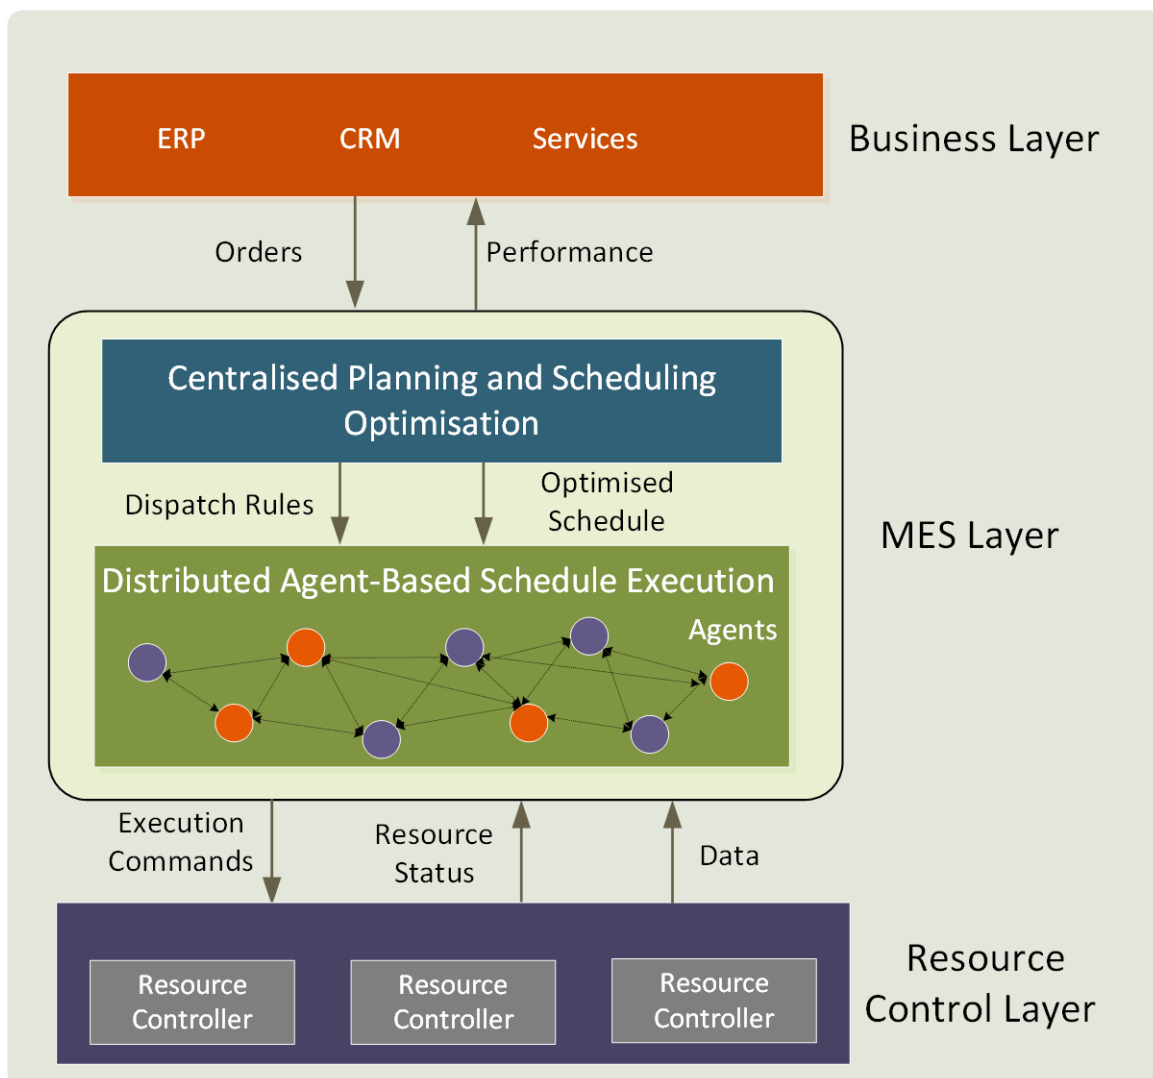 ERP CRM Services
Business Layer
Orders
Performance
Centralised Planning and Scheduling
Optimisation
Dispatch Rules
Optimised
Schedule
MES Layer
Distributed Agent-Based Schedule Execution
Agents
Execution
Commands
Resource
Status
Data
Resource
Control Layer
Resource
Controller
Resource
Controller
Resource
Controller